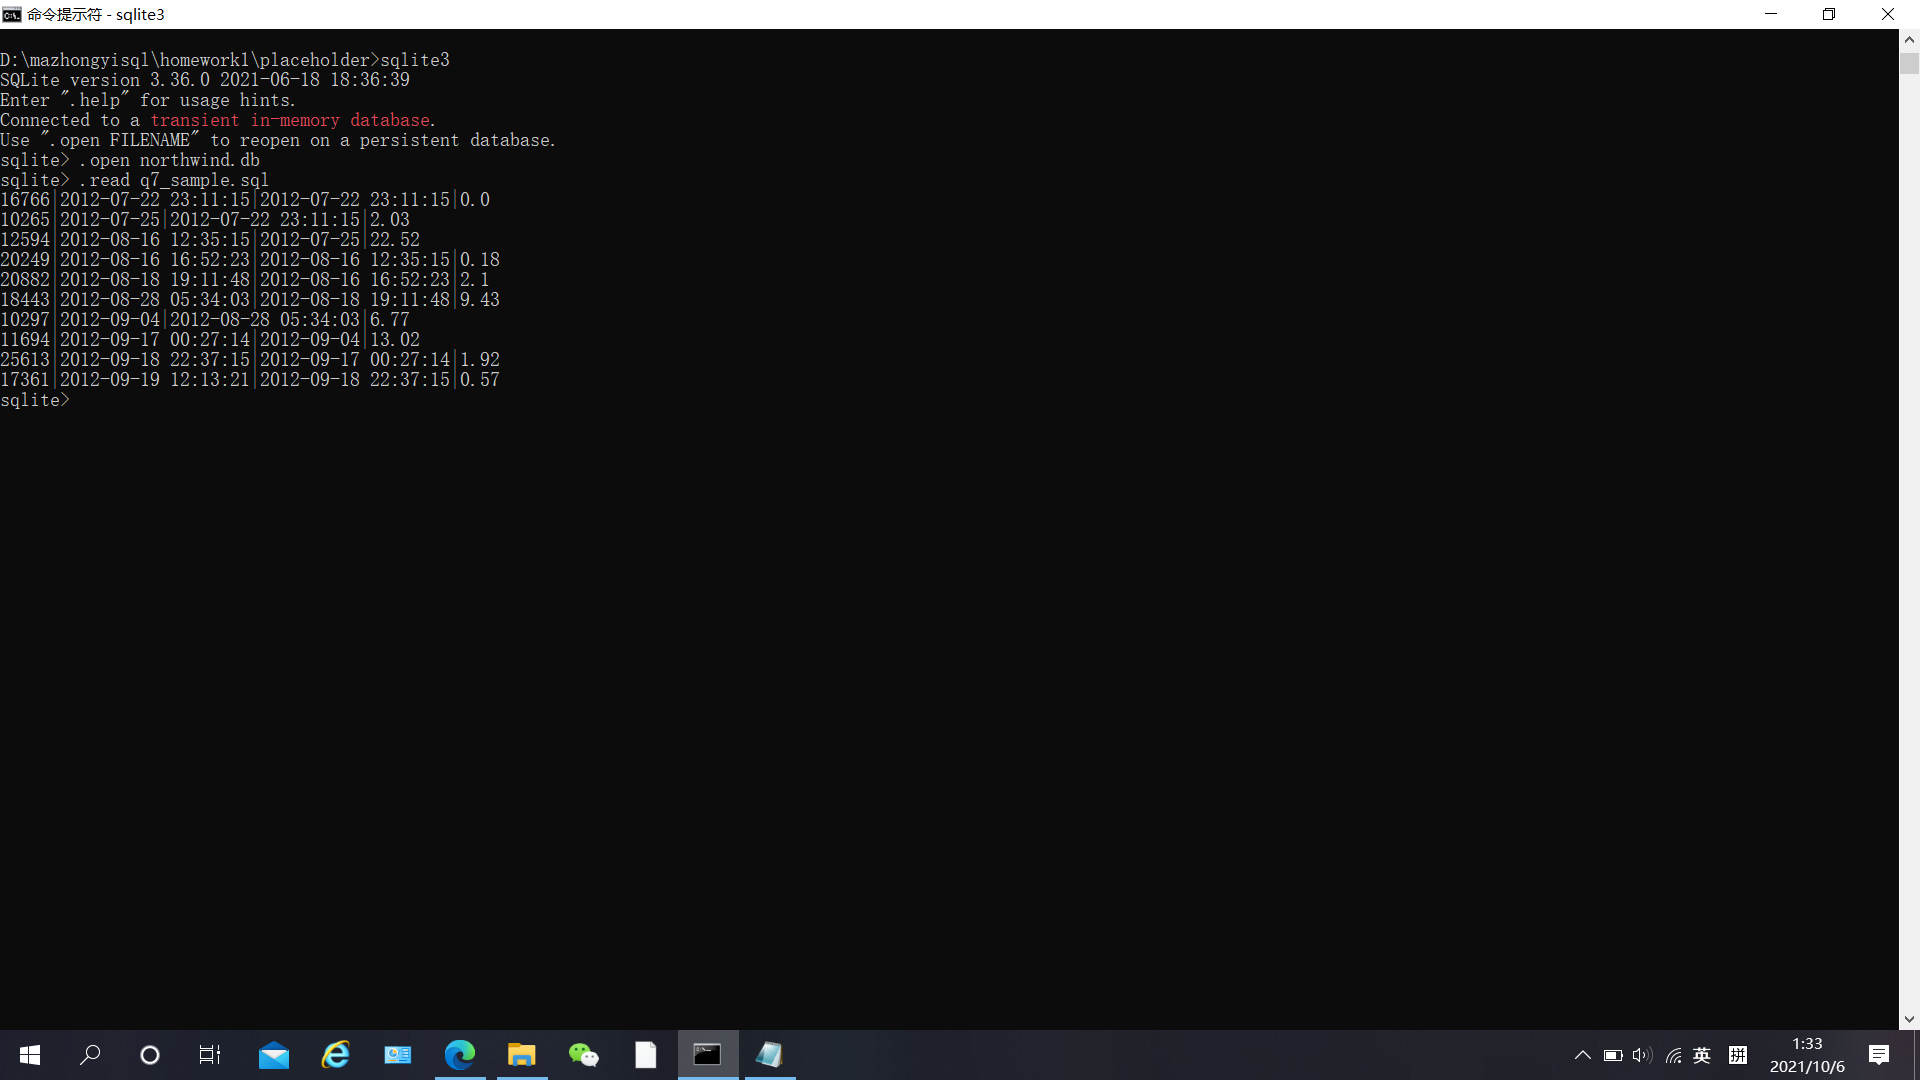 命令提示符 - sqlite3
D:\mazhongyisql\homework1\placeholder>sqlite3
SQLite version 3.36.0 2021-06-18 18:36:39
Enter ".help" for usage hints.
Connected to a transient in-memory database.
Use ".open FILENAME" to reopen on a persistent database.
sqlite> .open northwind.db
sqlite> .read q7_sample.sql
16766|2012-07-22 23:11:15|2012-07-22 23:11:15|0.0
10265|2012-07-25|2012-07-22 23:11:15|2.03
12594|2012-08-16 12:35:15|2012-07-25|22.52
20249|2012-08-16 16:52:23|2012-08-16 12:35:15|0.18
20882|2012-08-18 19:11:48|2012-08-16 16:52:23|2.1
18443|2012-08-28 05:34:03|2012-08-18 19:11:48|9.43
10297|2012-09-04|2012-08-28 05:34:03|6.77
11694|2012-09-17 00:27:14|2012-09-04|13.02
25613|2012-09-18 22:37:15|2012-09-17 00:27:14|1.92
17361|2012-09-19 12:13:21|2012-09-18 22:37:15|0.57
sqlite>
英
拼
1:33
2021/10/6